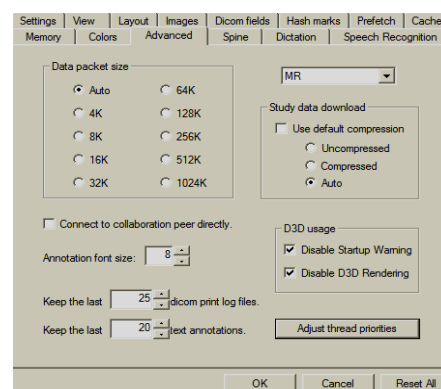 Settings View Layout Images Dicom fields Hash marks Prefetch Cache
Memory Colors Advanced Spine Dictation Speech Recognition
Data packet size
MR
Auto 64K
4K 128K
8K 256K
16K 512K
32K 1024K
Study data download
Use default compression
Uncompressed
Compressed
Auto
Connect to collaboration peer directly.
Annotation font size: 8
D3D usage
Disable Startup Warning
Disable D3D Rendering
Keep the last 25 dicom print log files.
Keep the last 20 text annotations.
Adjust thread priorities
OK Cancel Reset All